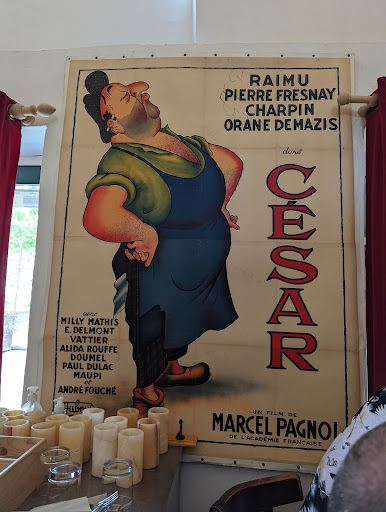 RAIMU
PIERRE FRESNAY
CHARPIN
ORANE DEMAZIS
dans
CÉSAR
avec
MILLY MATHIS
E. DELMONT
VATTIER
ALIDA ROUFFE
DOUMEL
PAUL DULAC
MAUPI
et
ANDRÉ FOUCHÉ
UN FILM DE
MARCEL PAGNOL
DE L'ACADÉMIE FRANÇAISE